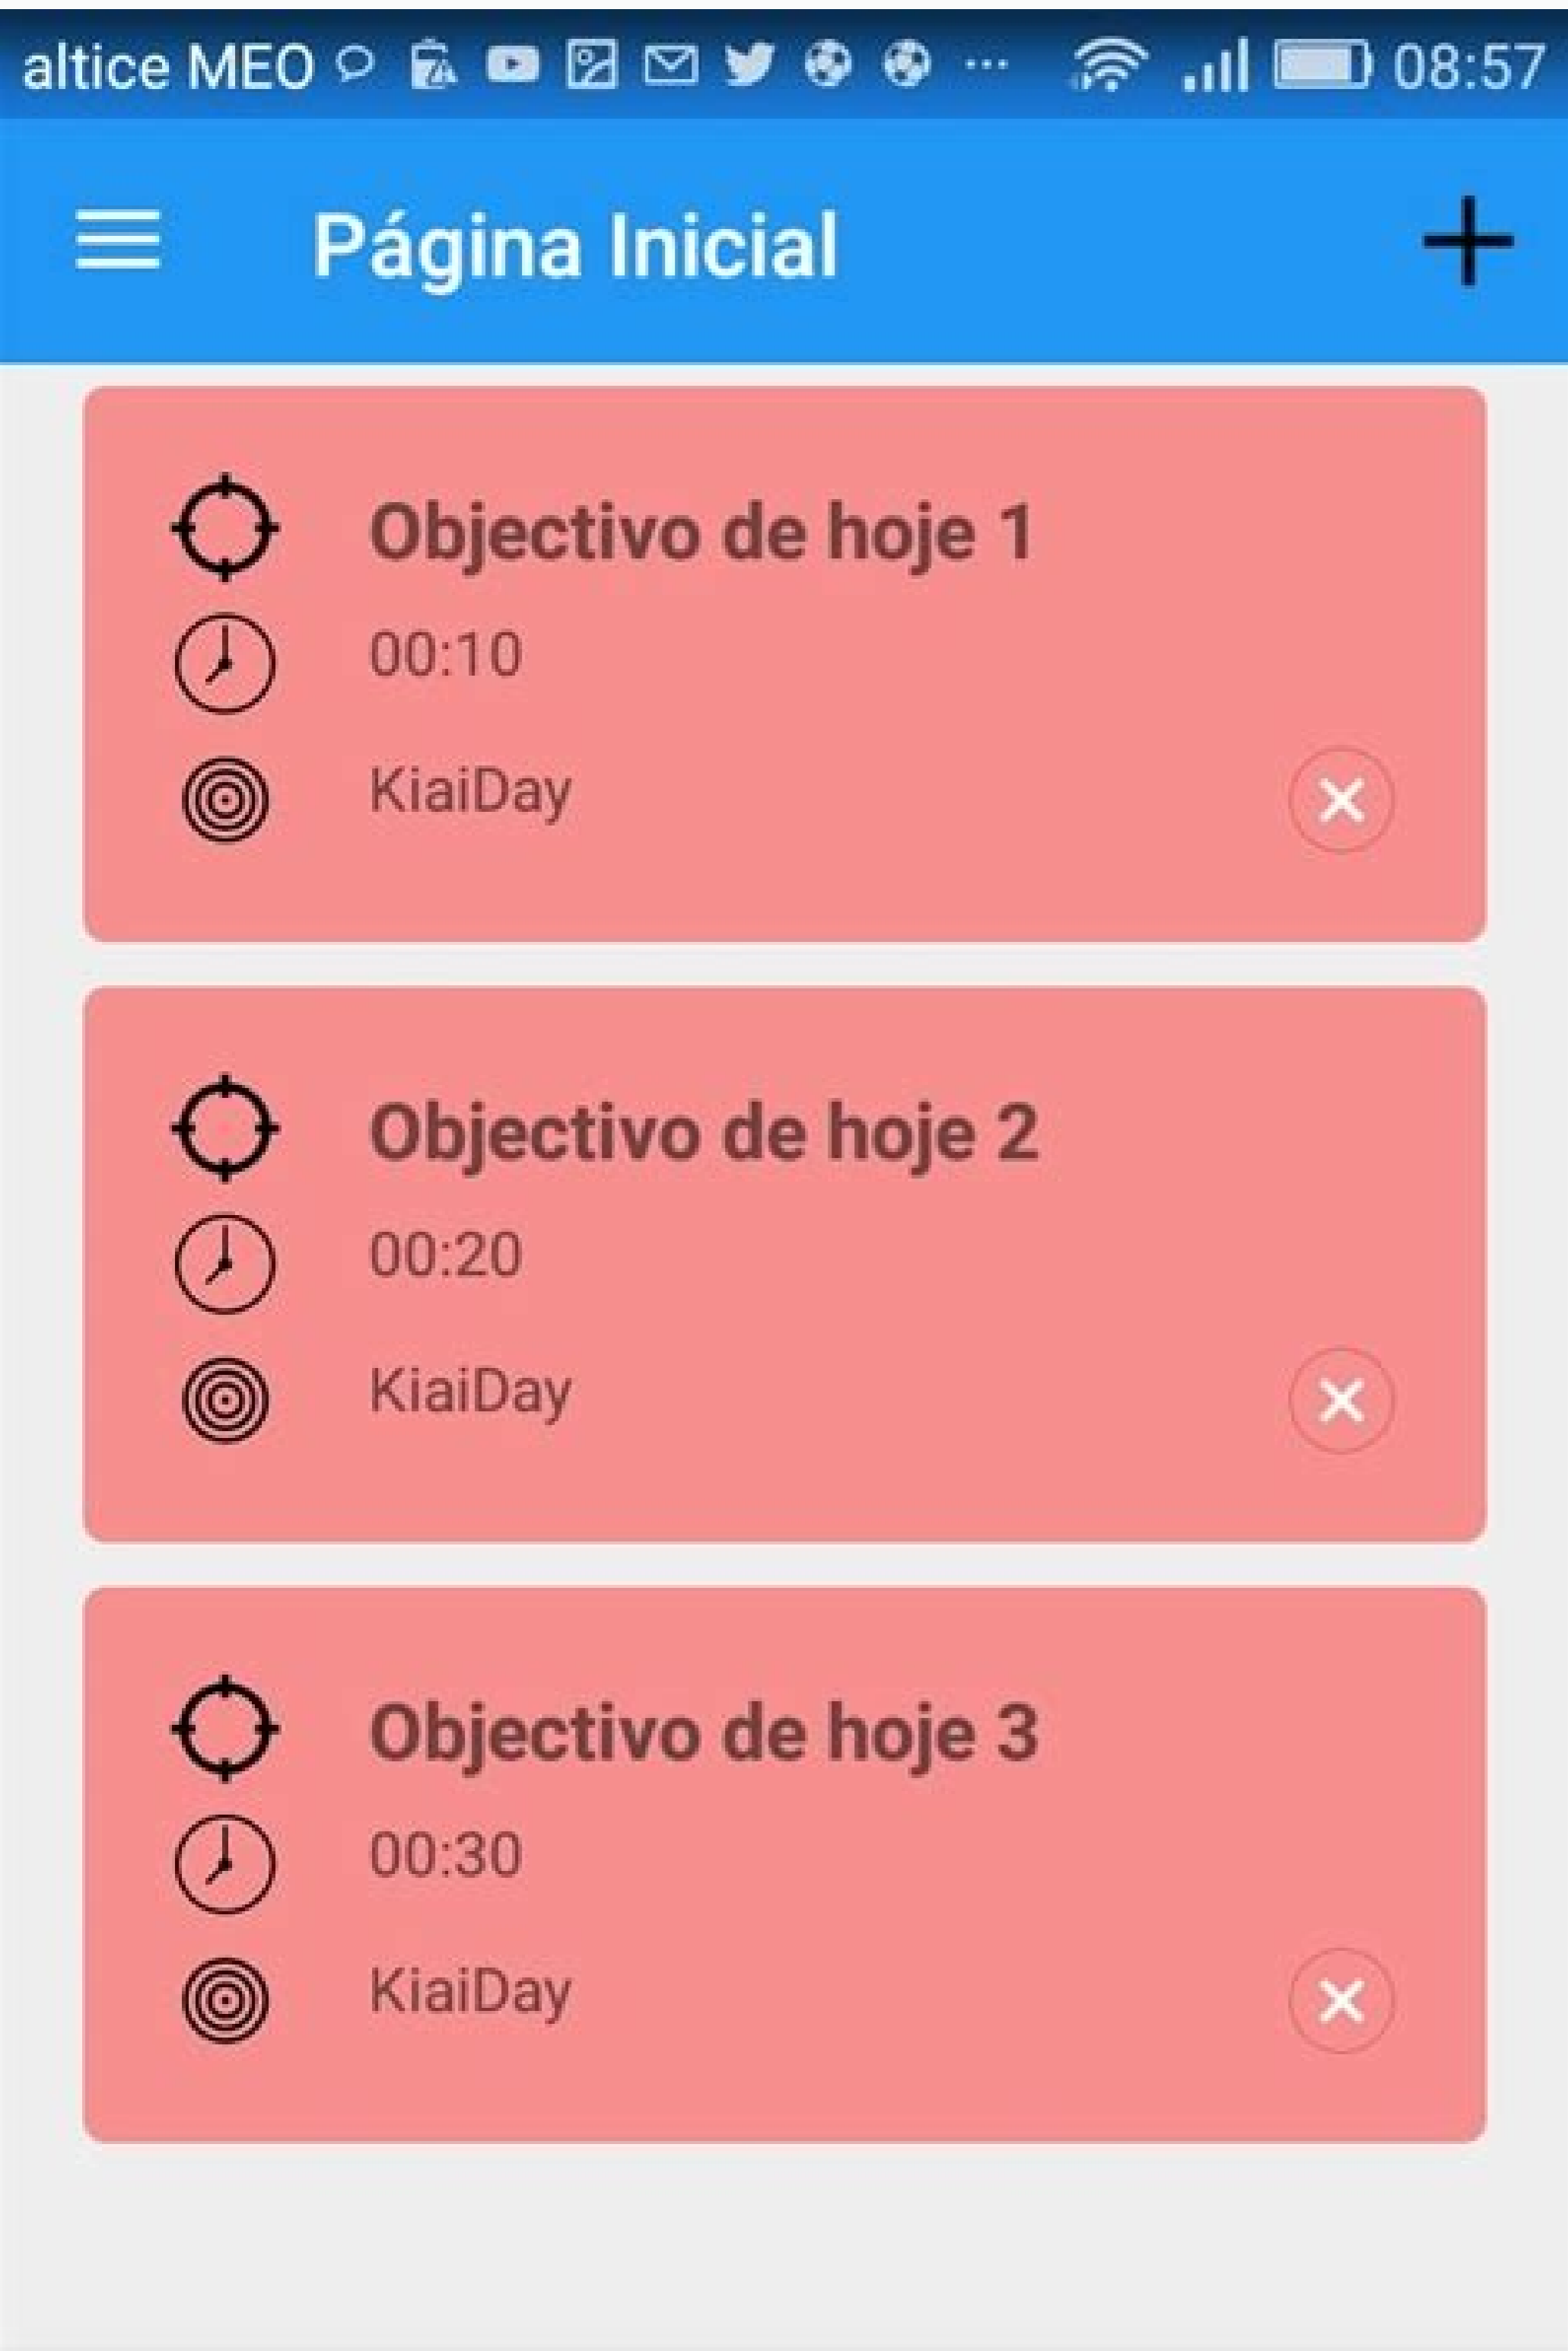 altice MEO 08:57
Página Inicial
Objectivo de hoje 1
00:10
KiaiDay
Objectivo de hoje 2
00:20
KiaiDay
Objectivo de hoje 3
00:30
KiaiDay